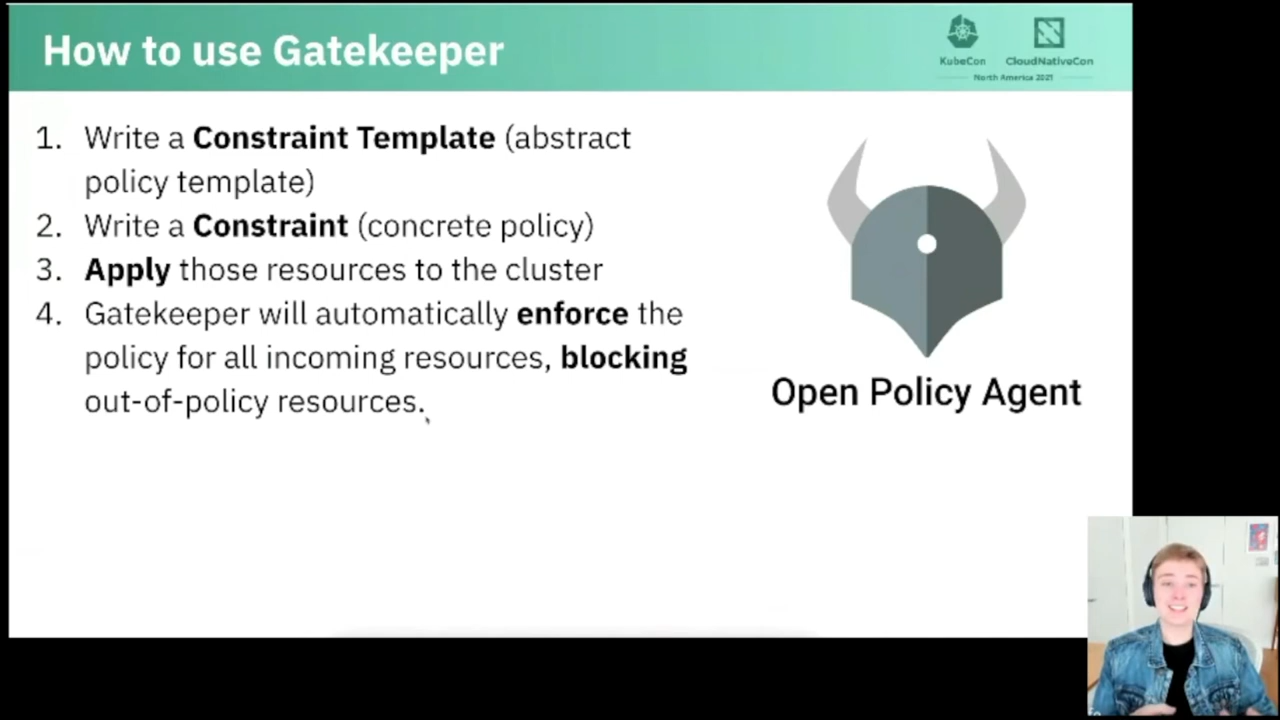 How to use Gatekeeper
KubeCon
CloudNativeCon
North America 2021
1. Write a Constraint Template (abstract
policy template)
2. Write a Constraint (concrete policy)
3. Apply those resources to the cluster
4. Gatekeeper will automatically enforce the
policy for all incoming resources, blocking
out-of-policy resources.
Open Policy Agent